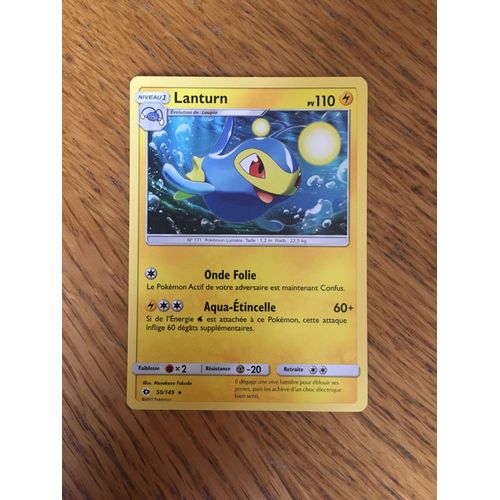 NIVEAU 1 Lanturn PV 110
Évolution de : Loupio
N° 171 Pokémon Lumière Taille : 1,2 m Poids : 22,5 kg
Onde Folie
Le Pokémon Actif de votre adversaire est maintenant Confus.
Aqua-Étincelle 60+
Si de l'Énergie est attachée à ce Pokémon, cette attaque
inflige 60 dégâts supplémentaires.
Faiblesse × 2 Résistance -20 Retraite
Illus. Masakazu Fukuda
50/149 ★
©2017 Pokémon
Il dégage une vive lumière pour éblouir ses
proies, puis les achève d'un choc électrique
bien senti.